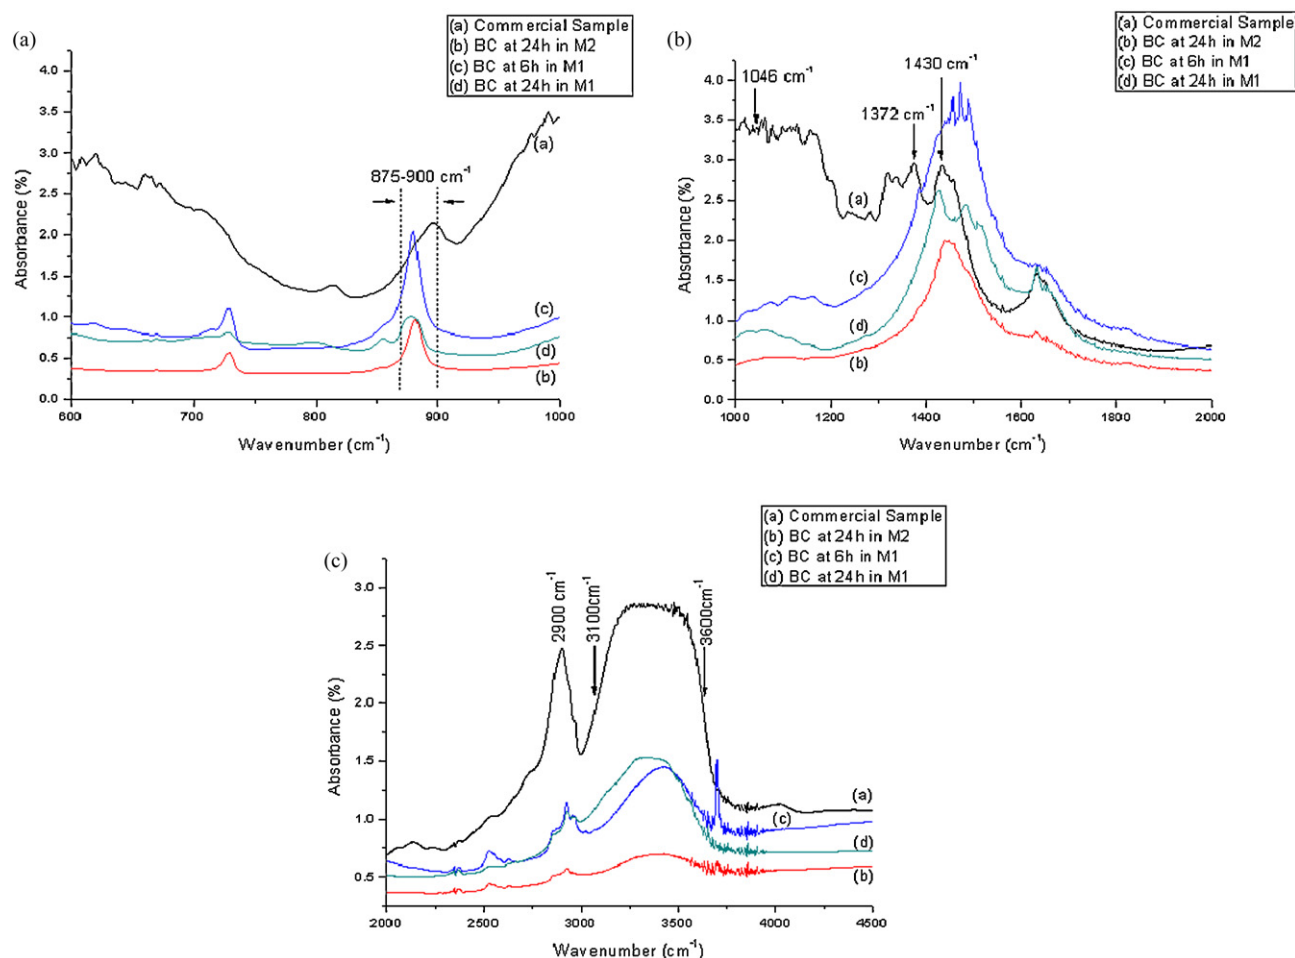 (a)
(a) Commercial Sample
(b) BC at 24h in M2
(c) BC at 6h in M1
(d) BC at 24h in M1
4.0
3.5
3.0
2.5
2.0
1.5
1.0
0.5
0.0
Absorbance (%)
875-900 cm⁻¹
(a)
(c)
(d)
(b)
600 700 800 900 1000
Wavenumber (cm⁻¹)
(b)
(a) Commercial Sample
(b) BC at 24h in M2
(c) BC at 6h in M1
(d) BC at 24h in M1
4.0
3.5
3.0
2.5
2.0
1.5
1.0
0.5
0.0
Absorbance (%)
1046 cm⁻¹
1430 cm⁻¹
1372 cm⁻¹
(a)
(c)
(d)
(b)
1000 1200 1400 1600 1800 2000
Wavenumber (cm⁻¹)
(c)
(a) Commercial Sample
(b) BC at 24h in M2
(c) BC at 6h in M1
(d) BC at 24h in M1
3.0
2.5
2.0
1.5
1.0
0.5
Absorbance (%)
2900 cm⁻¹
3100cm⁻¹
3600cm⁻¹
(a)
(c)
(d)
(b)
2000 2500 3000 3500 4000 4500
Wavenumber (cm⁻¹)